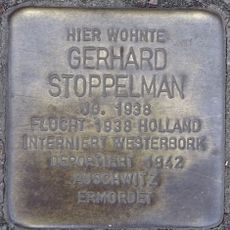 HIER WOHNTE
GERHARD
STOPPELMAN
JG. 1938
FLUCHT 1938 HOLLAND
INTERNIERT WESTERBORK
DEPORTIERT 1942
AUSCHWITZ
ERMORDET